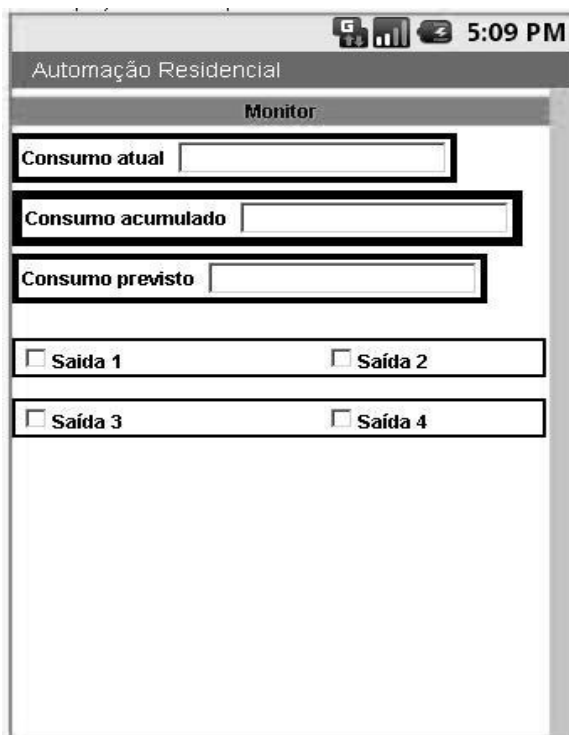 G 5:09 PM
Automação Residencial
Monitor
Consumo atual
Consumo acumulado
Consumo previsto
Saida 1 Saída 2
Saída 3 Saída 4